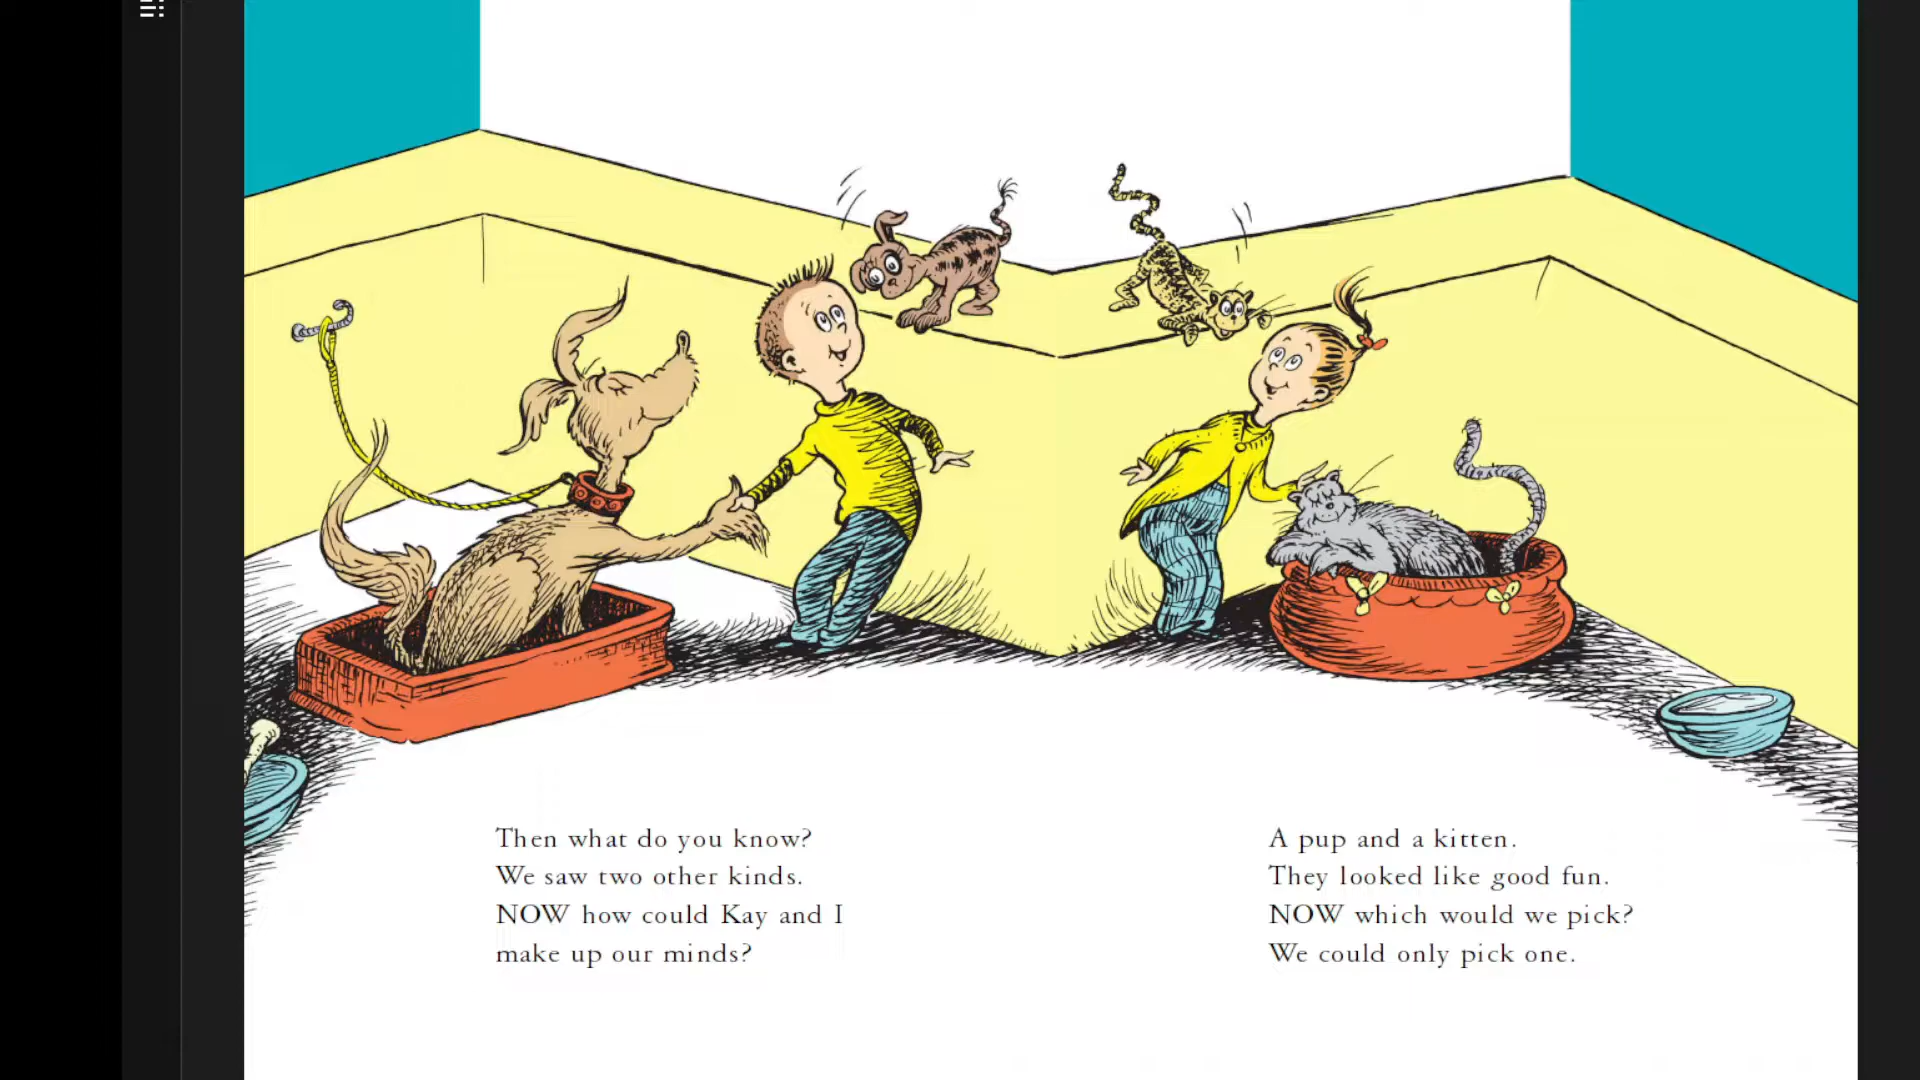 Then what do you know?
We saw two other kinds.
NOW how could Kay and I
make up our minds?
A pup and a kitten.
They looked like good fun.
NOW which would we pick?
We could only pick one.